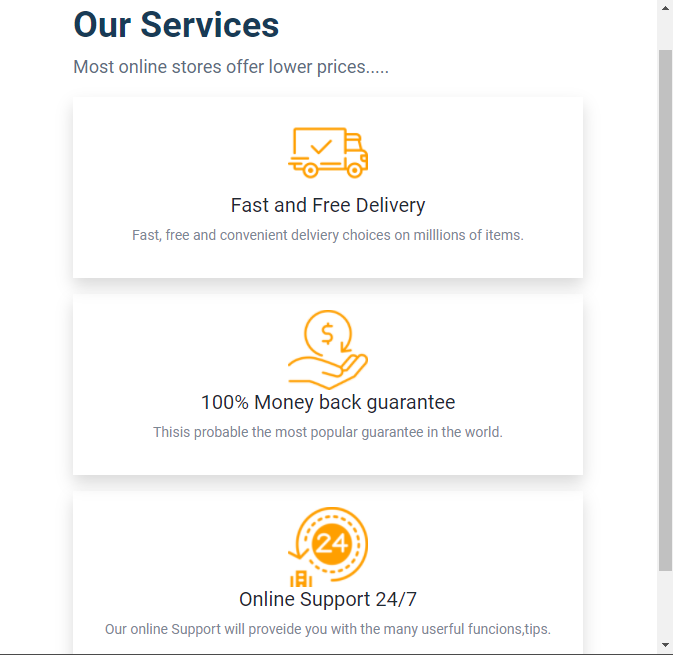 Our Services
Most online stores offer lower prices.....
Fast and Free Delivery
Fast, free and convenient delviery choices on milllions of items.
$
100% Money back guarantee
Thisis probable the most popular guarantee in the world.
24
Online Support 24/7
Our online Support will proveide you with the many userful funcions,tips.